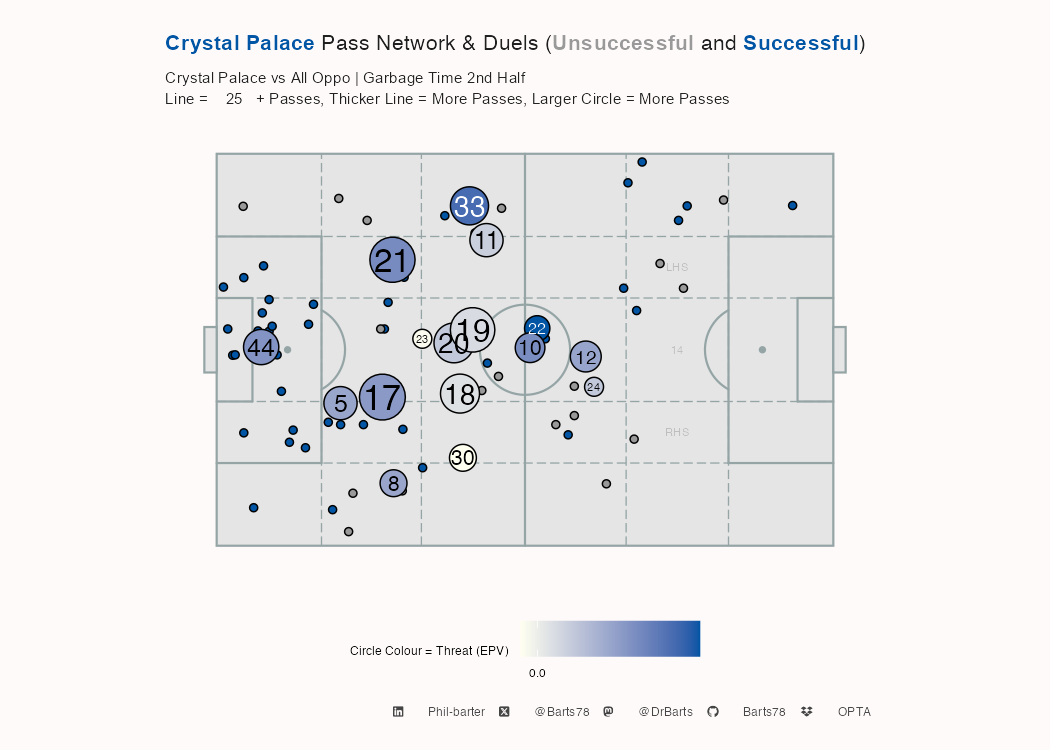 Crystal Palace Pass Network & Duels (Unsuccessful and Successful)
Crystal Palace vs All Oppo | Garbage Time 2nd Half
Line = 25 + Passes, Thicker Line = More Passes, Larger Circle = More Passes
33
11
21
LHS
22
19
23
20
44
10
14
12
24
18
17
5
RHS
30
8
Circle Colour = Threat (EPV)
0.0
Phil-barter @Barts78 @DrBarts Barts78 OPTA